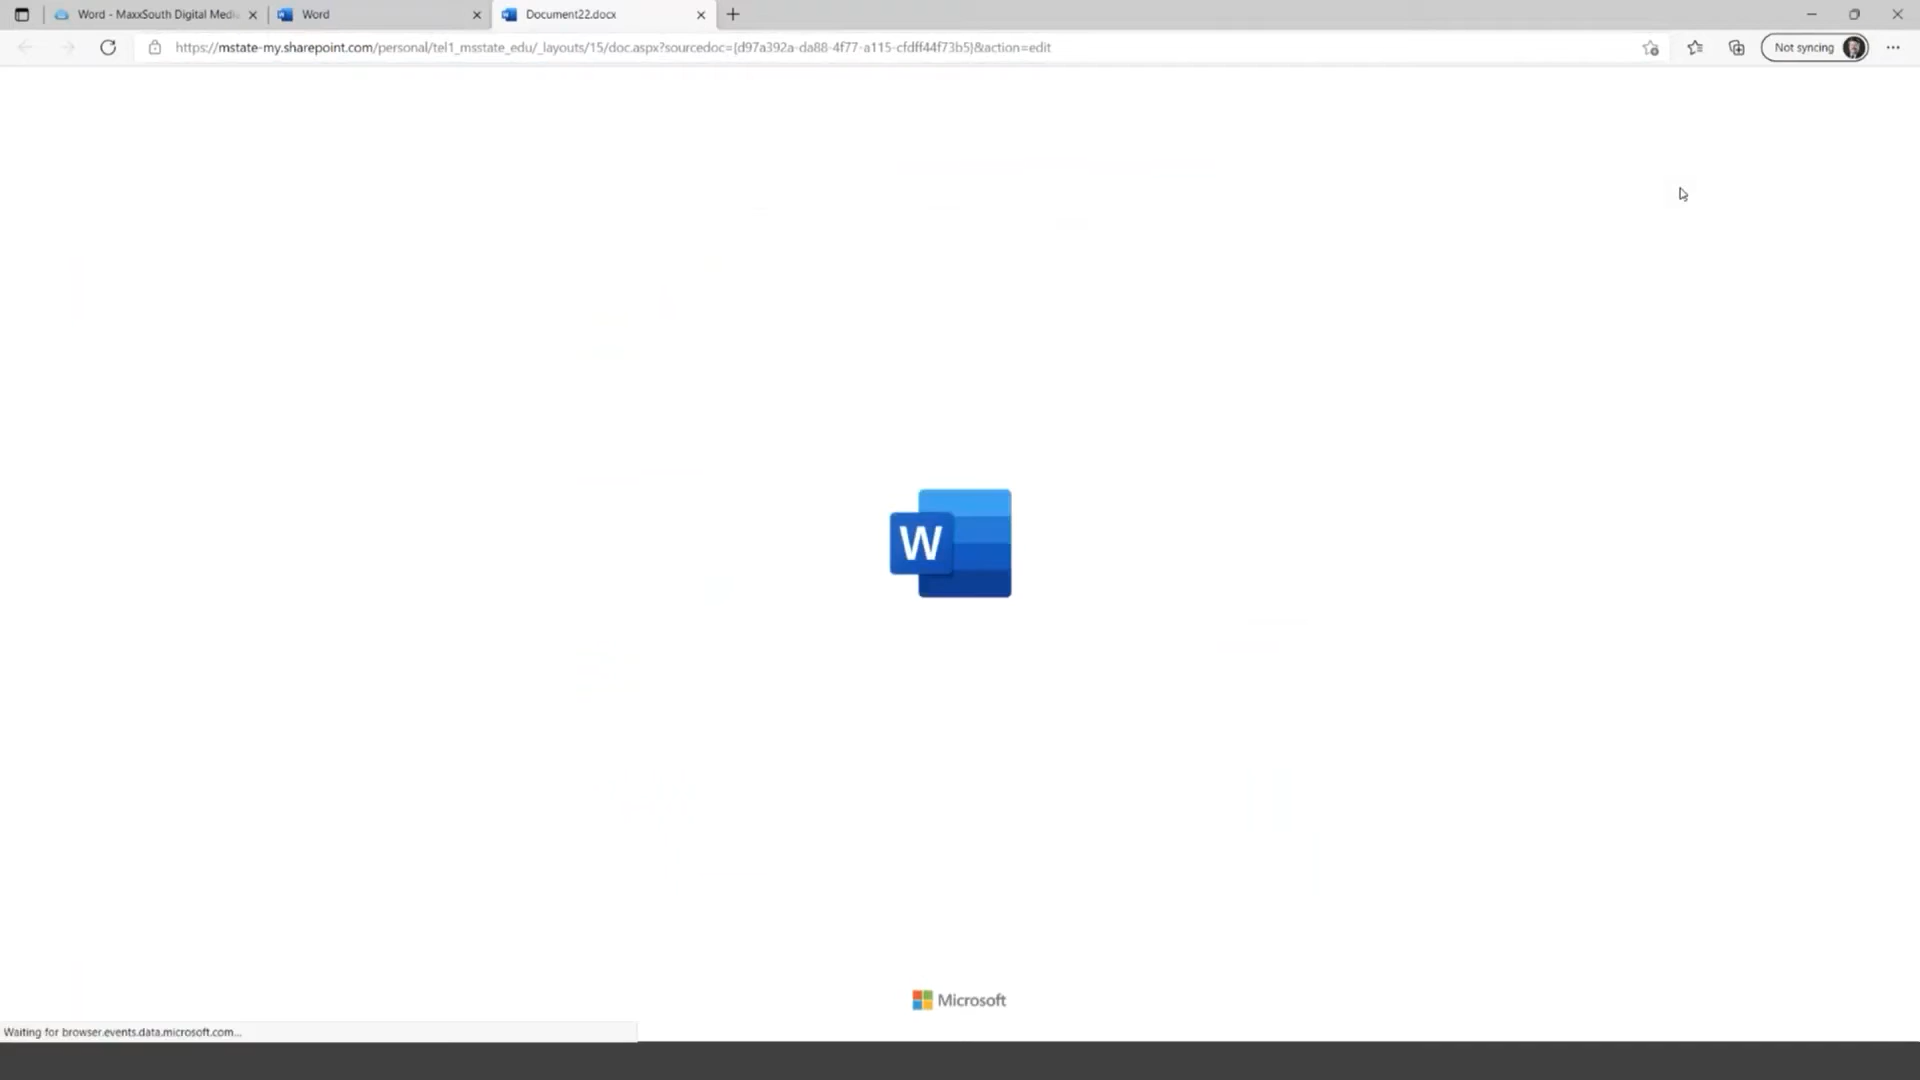 Word - MaxxSouth Digital Medi
Word
Document22.docx
https://mstate-my.sharepoint.com/personal/tel1_msstate_edu/_layouts/15/doc.aspx?sourcedoc={d97a392a-da88-4f77-a115-cfdff44f73b5}&action=edit
Not syncing
W
Microsoft
Waiting for browser.events.data.microsoft.com...